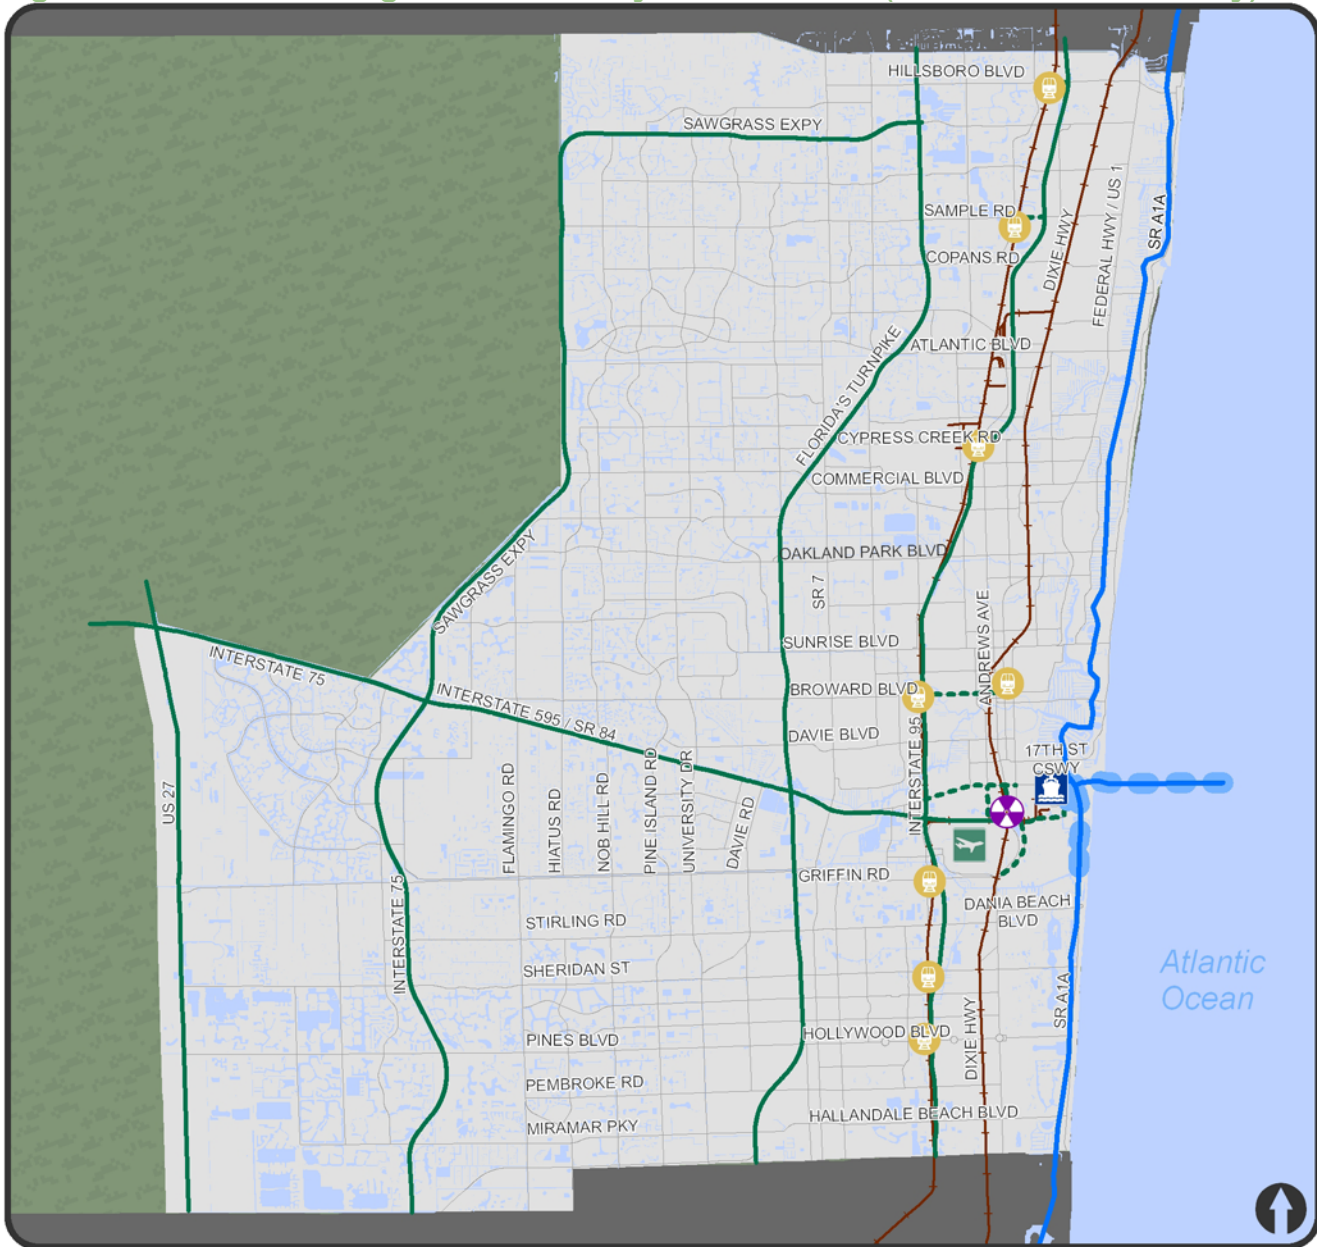 HILLSBORO BLVD
SAWGRASS EXPY
SAMPLE RD
SR A1A
DIXIE HWY
FEDERAL HWY / US 1
COPANS RD
ATLANTIC BLVD
FLORIDA'S TURNPIKE
CYPRESS CREEK RD
COMMERCIAL BLVD
OAKLAND PARK BLVD
SAWGRASS EXPY
SR 7
ANDREWS AVE
SUNRISE BLVD
INTERSTATE 75
BROWARD BLVD
INTERSTATE 595 / SR 84
DAVIE BLVD
INTERSTATE 95
17TH ST
CSWY
US 27
FLAMINGO RD
HIATUS RD
NOB HILL RD
PINE ISLAND RD
UNIVERSITY DR
DAVIE RD
GRIFFIN RD
INTERSTATE 75
STIRLING RD
DANIA BEACH
BLVD
SHERIDAN ST
Atlantic
Ocean
SR A1A
HOLLYWOOD BLVD
DIXIE HWY
PINES BLVD
PEMBROKE RD
HALLANDALE BEACH BLVD
MIRAMAR PKY